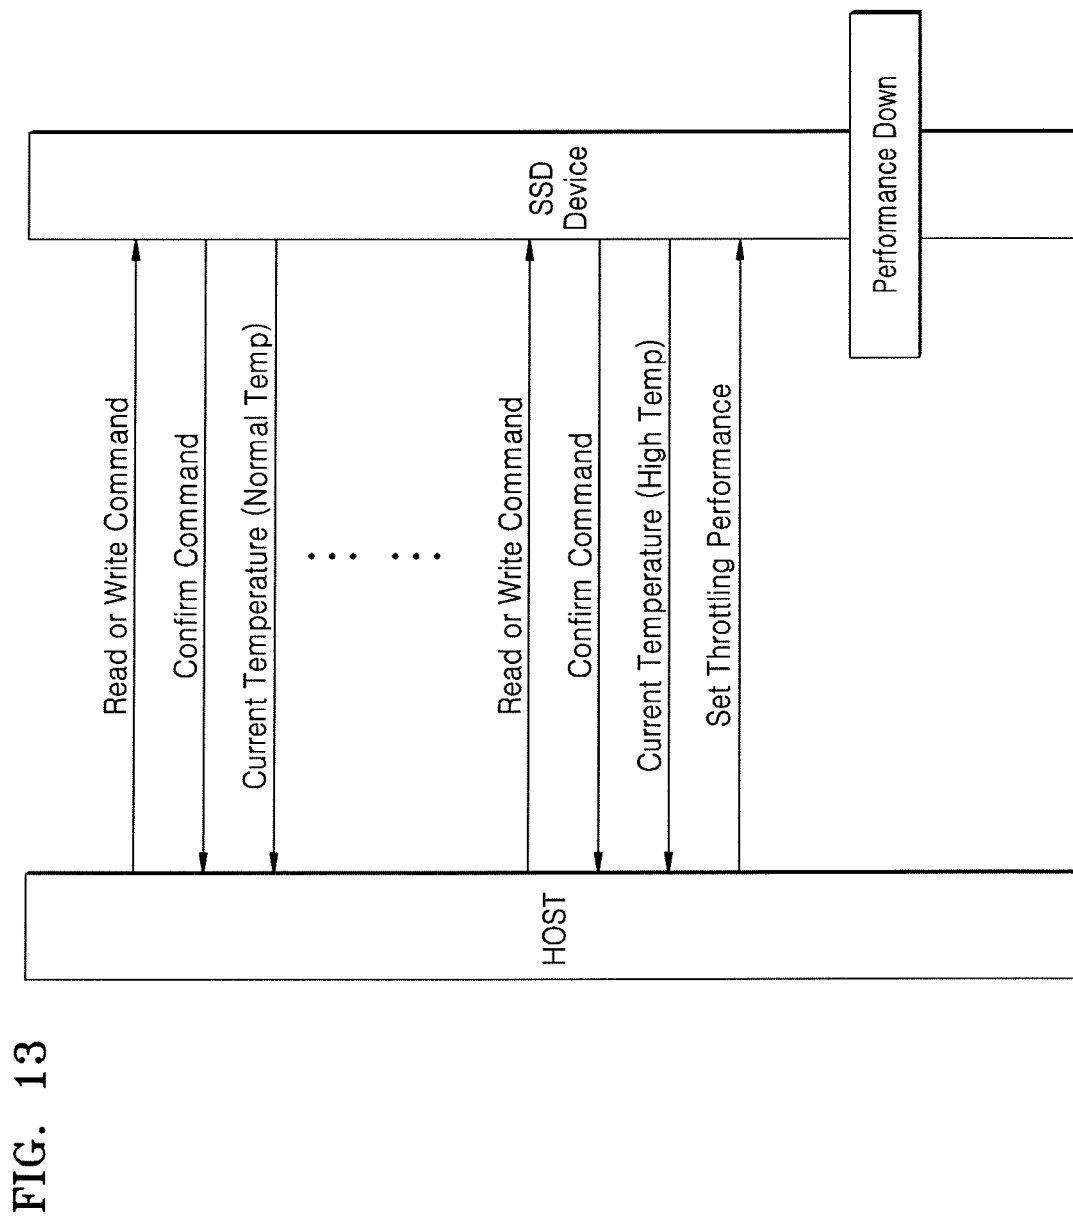 FIG. 13
HOST
SSD
Device
Read or Write Command
Confirm Command
Current Temperature (Normal Temp)
Read or Write Command
Confirm Command
Current Temperature (High Temp)
Set Throttling Performance
Performance Down